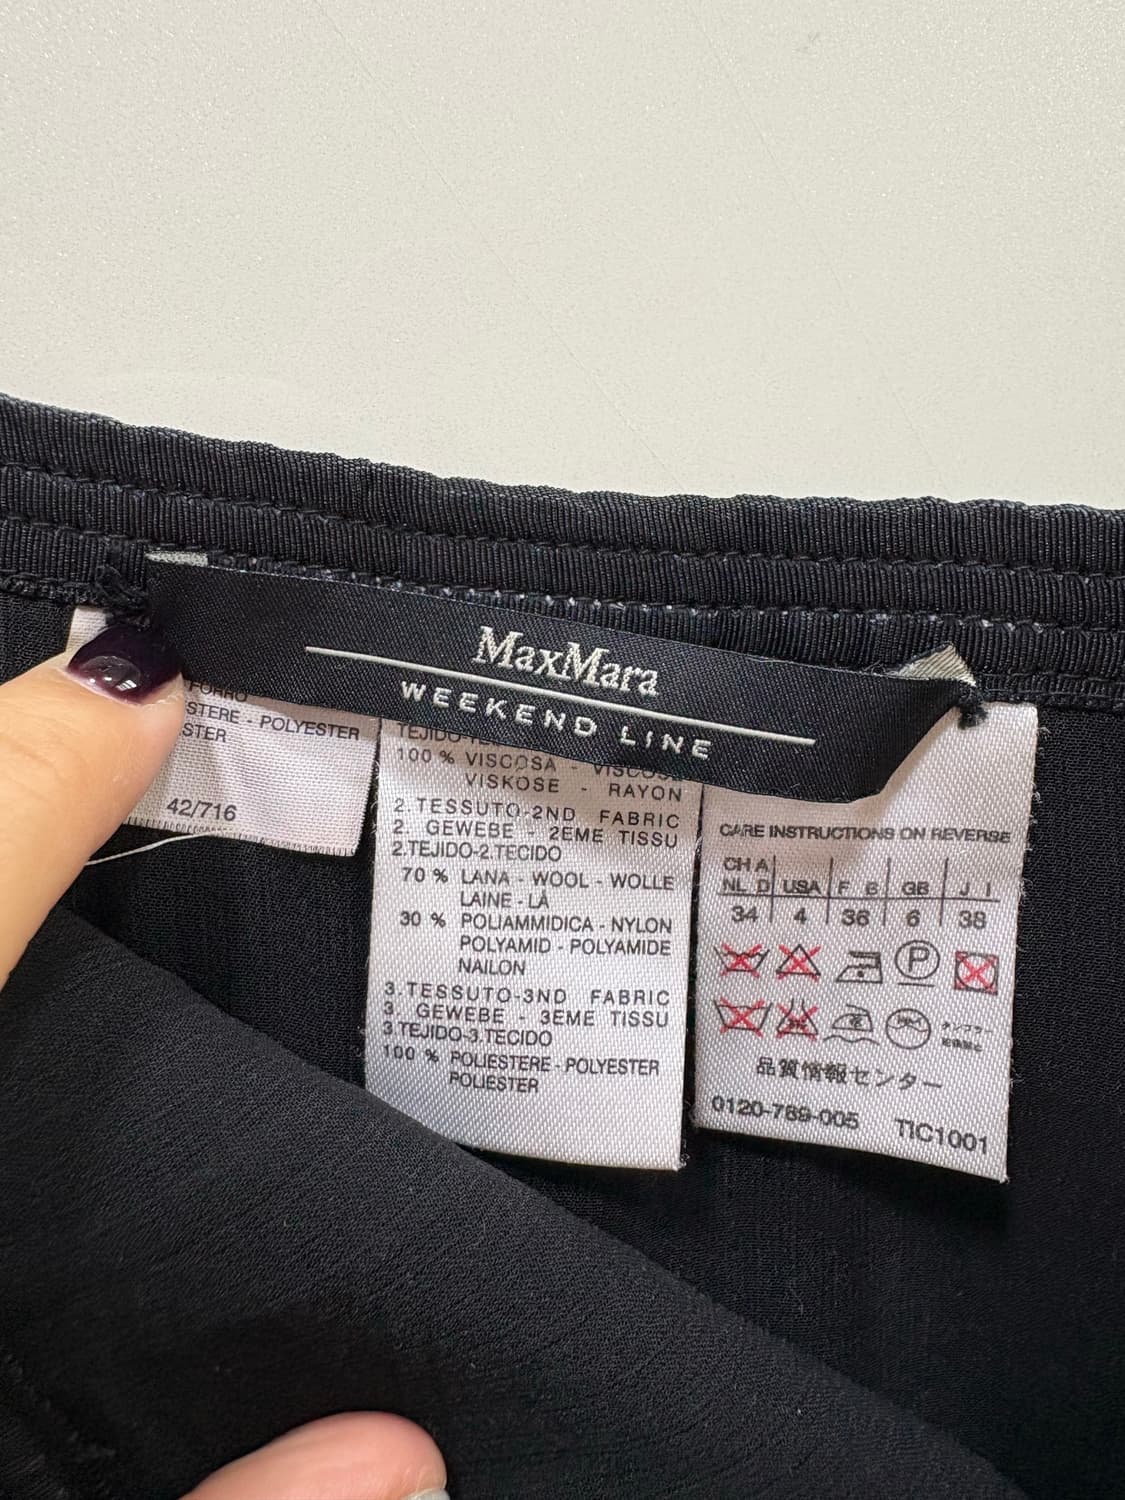 MaxMara
WEEKEND LINE
FORRO
STERE - POLYESTER
STER
42/716
100 % VISCOSA - VISCOSE
VISKOSE - RAYON
2.TESSUTO-2ND FABRIC
2. GEWEBE - 2EME TISSU
2.TEJIDO-2.TECIDO
70 % LANA - WOOL - WOLLE
LAINE - LÃ
30 % POLIAMMIDICA - NYLON
POLYAMID - POLYAMIDE
NAILON
3.TESSUTO-3ND FABRIC
3. GEWEBE - 3EME TISSU
3.TEJIDO-3.TECIDO
100 % POLIESTERE - POLYESTER
POLIESTER
CARE INSTRUCTIONS ON REVERSE
CH A
NL D USA F B GB J I
34 4 36 6 38
P
品質情報センター
0120-789-005 TIC1001